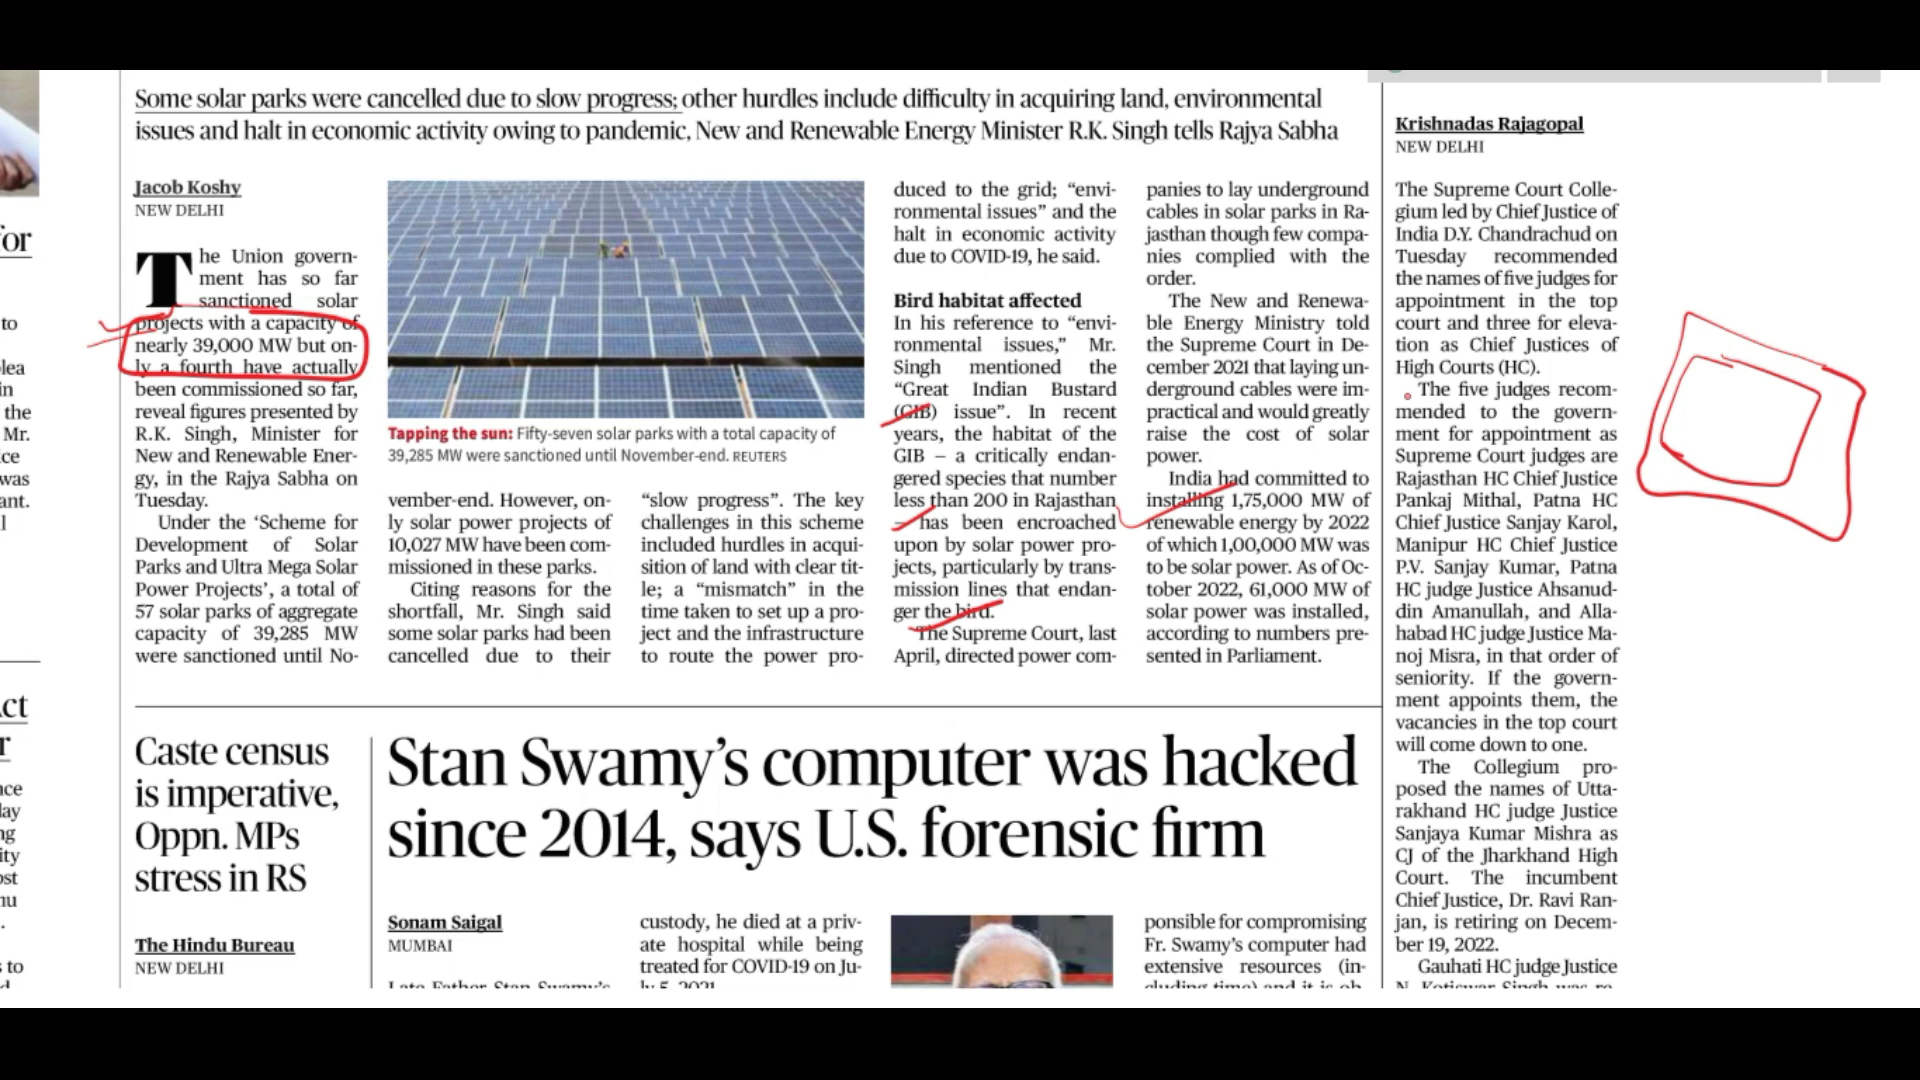 Some solar parks were cancelled due to slow progress; other hurdles include difficulty in acquiring land, environmental
issues and halt in economic activity owing to pandemic, New and Renewable Energy Minister R.K. Singh tells Rajya Sabha
Jacob Koshy
NEW DELHI
The Union govern-
ment has so far
sanctioned solar
projects with a capacity of
nearly 39,000 MW but on-
ly a fourth have actually
been commissioned so far,
reveal figures presented by
R.K. Singh, Minister for
New and Renewable Ener-
gy, in the Rajya Sabha on
Tuesday.
Under the ‘Scheme for
Development of Solar
Parks and Ultra Mega Solar
Power Projects’, a total of
57 solar parks of aggregate
capacity of 39,285 MW
were sanctioned until No-
Tapping the sun: Fifty-seven solar parks with a total capacity of
39,285 MW were sanctioned until November-end. REUTERS
vember-end. However, on-
ly solar power projects of
10,027 MW have been com-
missioned in these parks.
Citing reasons for the
shortfall, Mr. Singh said
some solar parks had been
cancelled due to their
“slow progress”. The key
challenges in this scheme
included hurdles in acqui-
sition of land with clear tit-
le; a “mismatch” in the
time taken to set up a pro-
ject and the infrastructure
to route the power pro-
duced to the grid; “envi-
ronmental issues” and the
halt in economic activity
due to COVID-19, he said.
Bird habitat affected
In his reference to “envi-
ronmental issues,” Mr.
Singh mentioned the
“Great Indian Bustard
(GIB) issue”. In recent
years, the habitat of the
GIB – a critically endan-
gered species that number
less than 200 in Rajasthan
– has been encroached
upon by solar power pro-
jects, particularly by trans-
mission lines that endan-
ger the bird.
The Supreme Court, last
April, directed power com-
panies to lay underground
cables in solar parks in Ra-
jasthan though few compa-
nies complied with the
order.
The New and Renewa-
ble Energy Ministry told
the Supreme Court in De-
cember 2021 that laying un-
derground cables were im-
practical and would greatly
raise the cost of solar
power.
India had committed to
installing 1,75,000 MW of
renewable energy by 2022
of which 1,00,000 MW was
to be solar power. As of Oc-
tober 2022, 61,000 MW of
solar power was installed,
according to numbers pre-
sented in Parliament.
Krishnadas Rajagopal
NEW DELHI
The Supreme Court Colle-
gium led by Chief Justice of
India D.Y. Chandrachud on
Tuesday recommended
the names of five judges for
appointment in the top
court and three for eleva-
tion as Chief Justices of
High Courts (HC).
The five judges recom-
mended to the govern-
ment for appointment as
Supreme Court judges are
Rajasthan HC Chief Justice
Pankaj Mithal, Patna HC
Chief Justice Sanjay Karol,
Manipur HC Chief Justice
P.V. Sanjay Kumar, Patna
HC judge Justice Ahsanud-
din Amanullah, and Alla-
habad HC judge Justice Ma-
noj Misra, in that order of
seniority. If the govern-
ment appoints them, the
vacancies in the top court
will come down to one.
The Collegium pro-
posed the names of Utta-
rakhand HC judge Justice
Sanjaya Kumar Mishra as
CJ of the Jharkhand High
Court. The incumbent
Chief Justice, Dr. Ravi Ran-
jan, is retiring on Decem-
ber 19, 2022.
Gauhati HC judge Justice
N. Kotiswar Singh was re-
Caste census
is imperative,
Oppn. MPs
stress in RS
The Hindu Bureau
NEW DELHI
Stan Swamy’s computer was hacked
since 2014, says U.S. forensic firm
Sonam Saigal
MUMBAI
Late Father Stan Swamy’s
custody, he died at a priv-
ate hospital while being
treated for COVID-19 on Ju-
ly 5, 2021.
ponsible for compromising
Fr. Swamy’s computer had
extensive resources (in-
cluding time) and it is ob-
to
the
Mr.
was